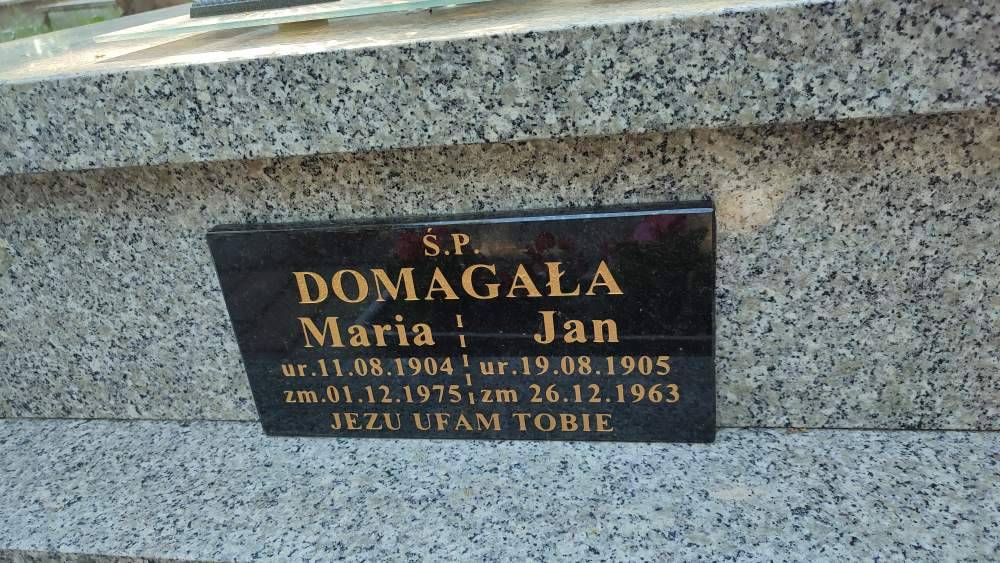 Ś.P.
DOMAGAŁA
Maria Jan
ur.11.08.1904 ur.19.08.1905
zm.01.12.1975 zm 26.12.1963
JEZU UFAM TOBIE